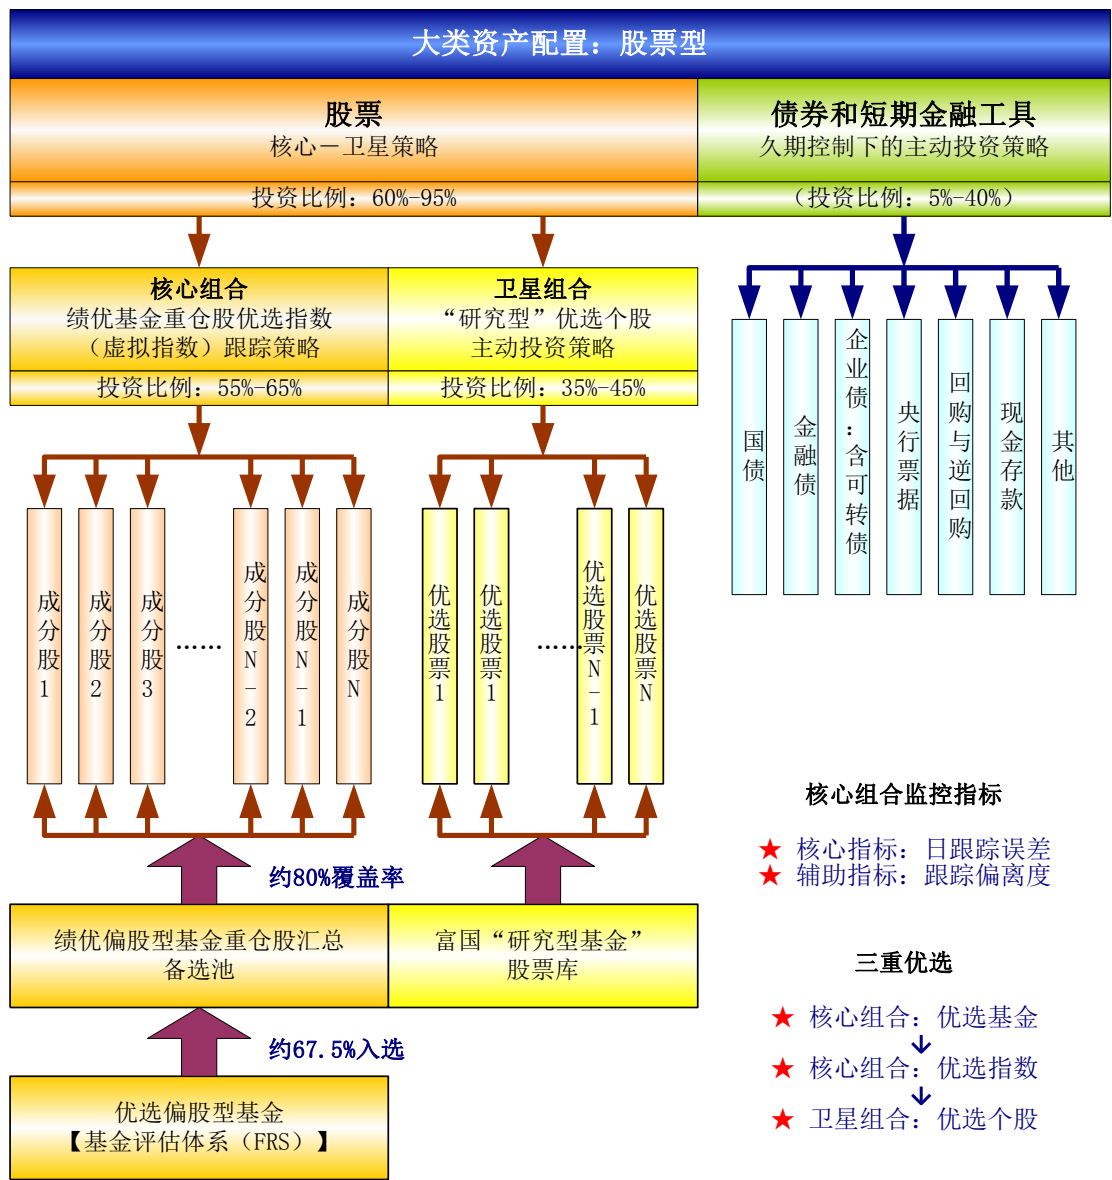 大类资产配置：股票型
股票
核心－卫星策略
投资比例：60%-95%
债券和短期金融工具
久期控制下的主动投资策略
（投资比例：5%-40%）
核心组合
绩优基金重仓股优选指数
（虚拟指数）跟踪策略
投资比例：55%-65%
卫星组合
“研究型”优选个股
主动投资策略
投资比例：35%-45%
国债
金融债
企业债：含可转债
央行票据
回购与逆回购
现金存款
其他
成分股1
成分股2
成分股3
……
成分股N-2
成分股N-1
成分股N
优选股票1
优选股票1
……
优选股票N-1
优选股票N
约80%覆盖率
绩优偏股型基金重仓股汇总
备选池
富国“研究型基金”
股票库
约67.5%入选
优选偏股型基金
【基金评估体系（FRS）】
核心组合监控指标
★ 核心指标：日跟踪误差
★ 辅助指标：跟踪偏离度
三重优选
★ 核心组合：优选基金
★ 核心组合：优选指数
★ 卫星组合：优选个股